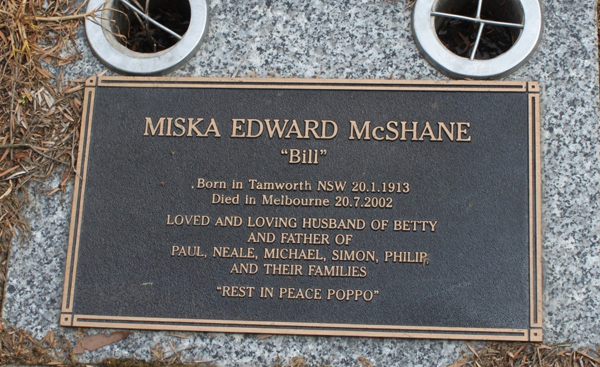 MISKA EDWARD McSHANE
“Bill”
Born in Tamworth NSW 20.1.1913
Died in Melbourne 20.7.2002
LOVED AND LOVING HUSBAND OF BETTY
AND FATHER OF
PAUL, NEALE, MICHAEL, SIMON, PHILIP,
AND THEIR FAMILIES
“REST IN PEACE POPPO”